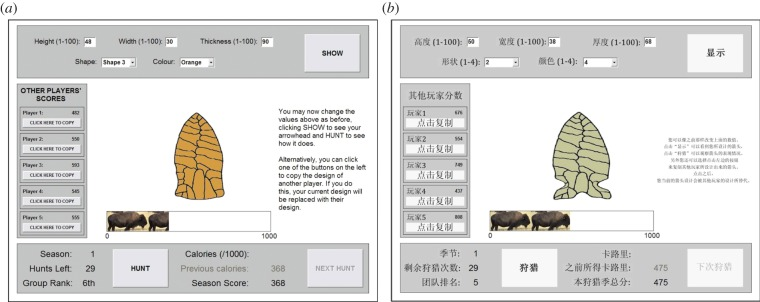 (a)
Height (1-100): 48 Width (1-100): 30 Thickness (1-100): 90
Shape: Shape 3 Colour: Orange
SHOW
OTHER PLAYERS'
SCORES
Player 1: 482
CLICK HERE TO COPY
Player 2: 558
CLICK HERE TO COPY
Player 3: 593
CLICK HERE TO COPY
Player 4: 545
CLICK HERE TO COPY
Player 5: 555
CLICK HERE TO COPY
You may now change the
values above as before,
clicking SHOW to see your
arrowhead and HUNT to see
how it does.
Alternatively, you can click
one of the buttons on the left
to copy the design of
another player. If you do
this, your current design will
be replaced with their
design.
0 1000
Season: 1
Hunts Left: 29
Group Rank: 6th
HUNT
Calories (/1000):
Previous calories: 368
Season Score: 368
NEXT HUNT
(b)
高度 (1-100): 60 宽度 (1-100): 38 厚度 (1-100): 68
形状 (1-4): 2 颜色 (1-4): 4
显示
其他玩家分数
玩家1 676
点击复制
玩家2 554
点击复制
玩家3 749
点击复制
玩家4 437
点击复制
玩家5 888
点击复制
0 1000
季节: 1
剩余狩猎次数: 29
团队排名: 5
狩猎
卡路里:
之前所得卡路里: 475
本狩猎季总分: 475
下次狩猎